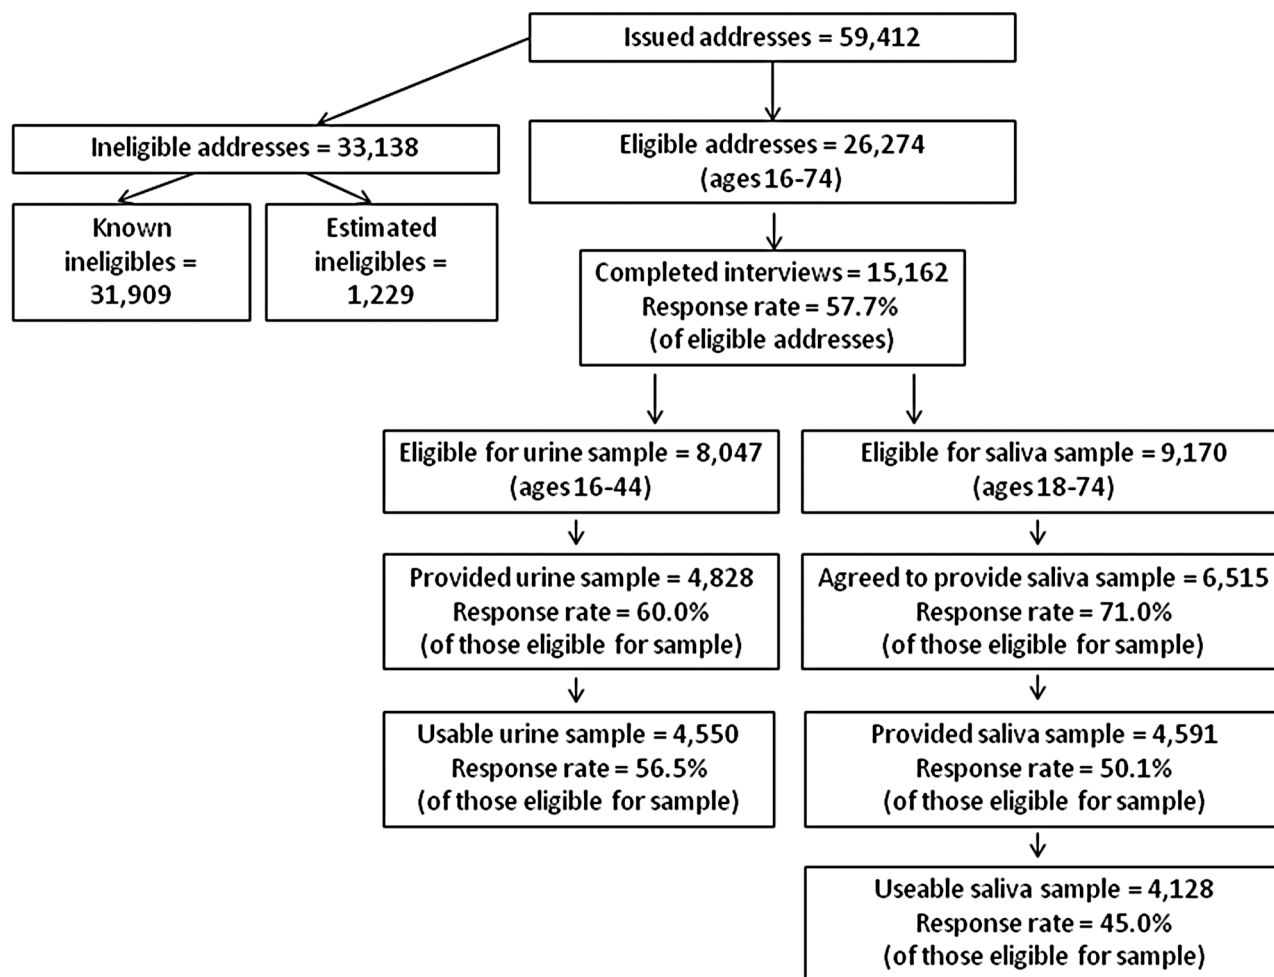 Issued addresses = 59,412
Ineligible addresses = 33,138
Eligible addresses = 26,274
(ages 16-74)
Known
ineligibles =
31,909
Estimated
ineligibles =
1,229
Completed interviews = 15,162
Response rate = 57.7%
(of eligible addresses)
Eligible for urine sample = 8,047
(ages 16-44)
Eligible for saliva sample = 9,170
(ages 18-74)
Provided urine sample = 4,828
Response rate = 60.0%
(of those eligible for sample)
Agreed to provide saliva sample = 6,515
Response rate = 71.0%
(of those eligible for sample)
Usable urine sample = 4,550
Response rate = 56.5%
(of those eligible for sample)
Provided saliva sample = 4,591
Response rate = 50.1%
(of those eligible for sample)
Useable saliva sample = 4,128
Response rate = 45.0%
(of those eligible for sample)